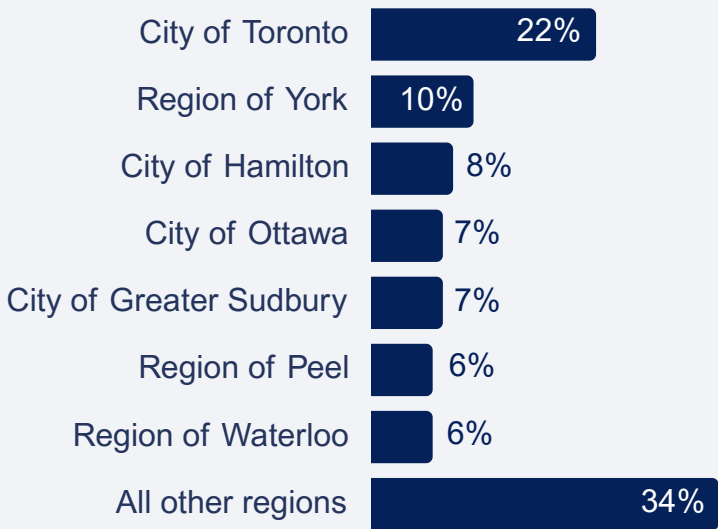 City of Toronto 22%
Region of York 10%
City of Hamilton 8%
City of Ottawa 7%
City of Greater Sudbury 7%
Region of Peel 6%
Region of Waterloo 6%
All other regions 34%